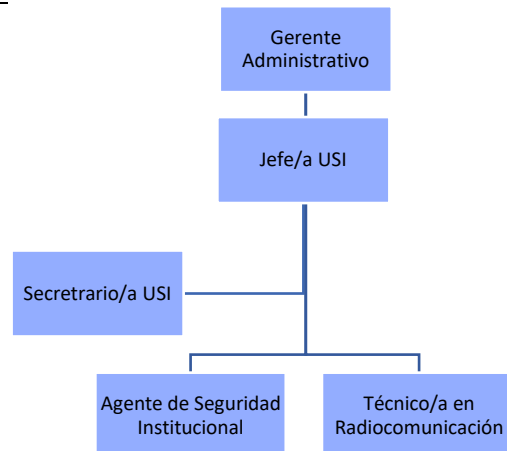 Gerente
Administrativo
Jefe/a USI
Secretrario/a USI
Agente de Seguridad
Institucional
Técnico/a en
Radiocomunicación